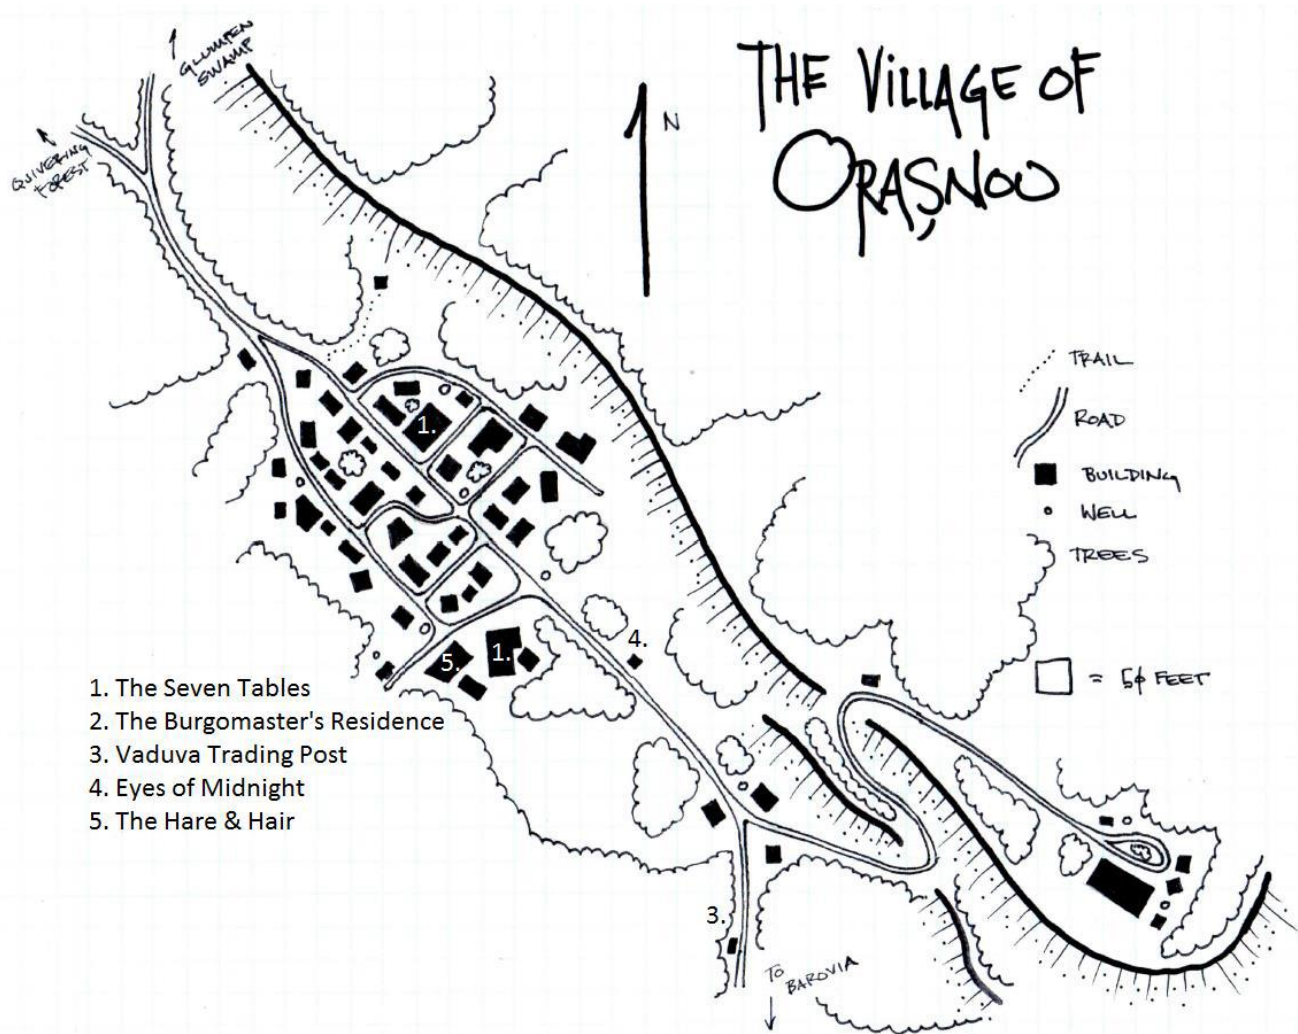 GLUMPEN
SWAMP
QUIVERING
FOREST
N
THE VILLAGE OF
ORAȘNOU
TRAIL
ROAD
BUILDING
WELL
TREES
= 50 FEET
1.
1.
5.
4.
3.
1. The Seven Tables
2. The Burgomaster's Residence
3. Vaduva Trading Post
4. Eyes of Midnight
5. The Hare & Hair
TO
BAROVIA